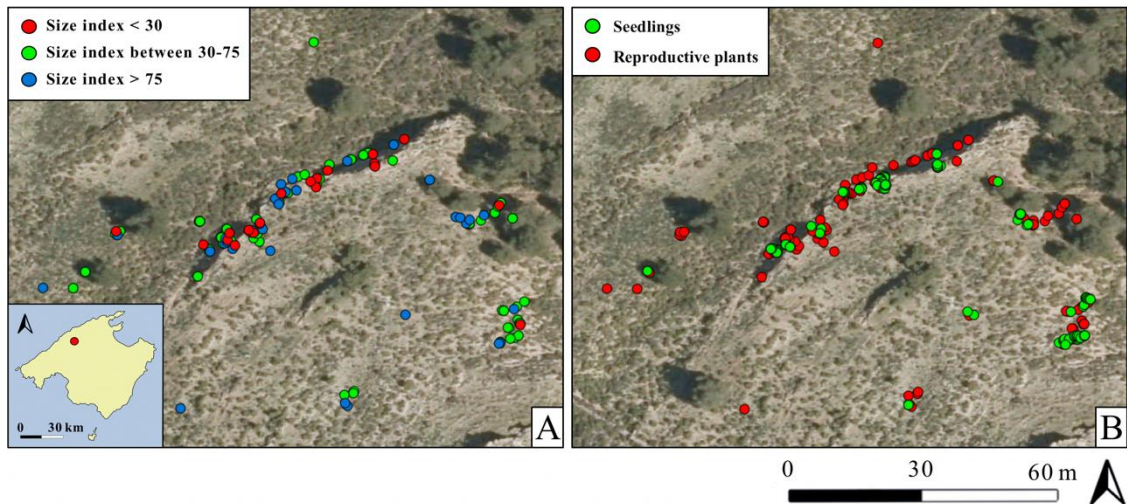 Size index < 30
Size index between 30-75
Size index > 75
0 30 km
A
Seedlings
Reproductive plants
B
0 30 60 m